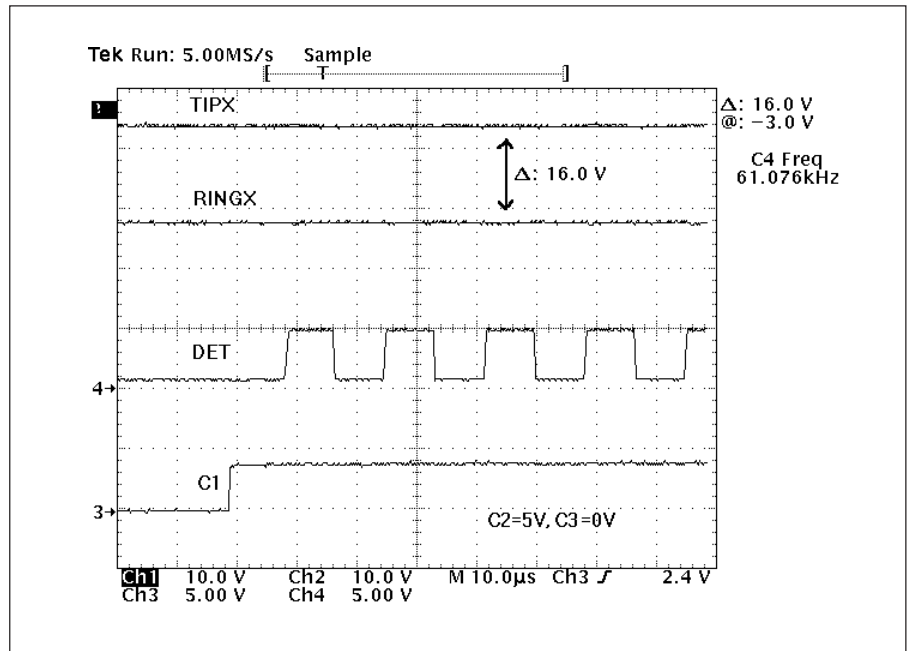 Tek Run: 5.00MS/s Sample
[ T ]
TIPX
Δ: 16.0 V
@: −3.0 V
Δ: 16.0 V
C4 Freq
61.076kHz
RINGX
DET
4→
C1
3→
C2=5V, C3=0V
Ch1 10.0 V Ch2 10.0 V M 10.0µs Ch3 ƒ 2.4 V
Ch3 5.00 V Ch4 5.00 V